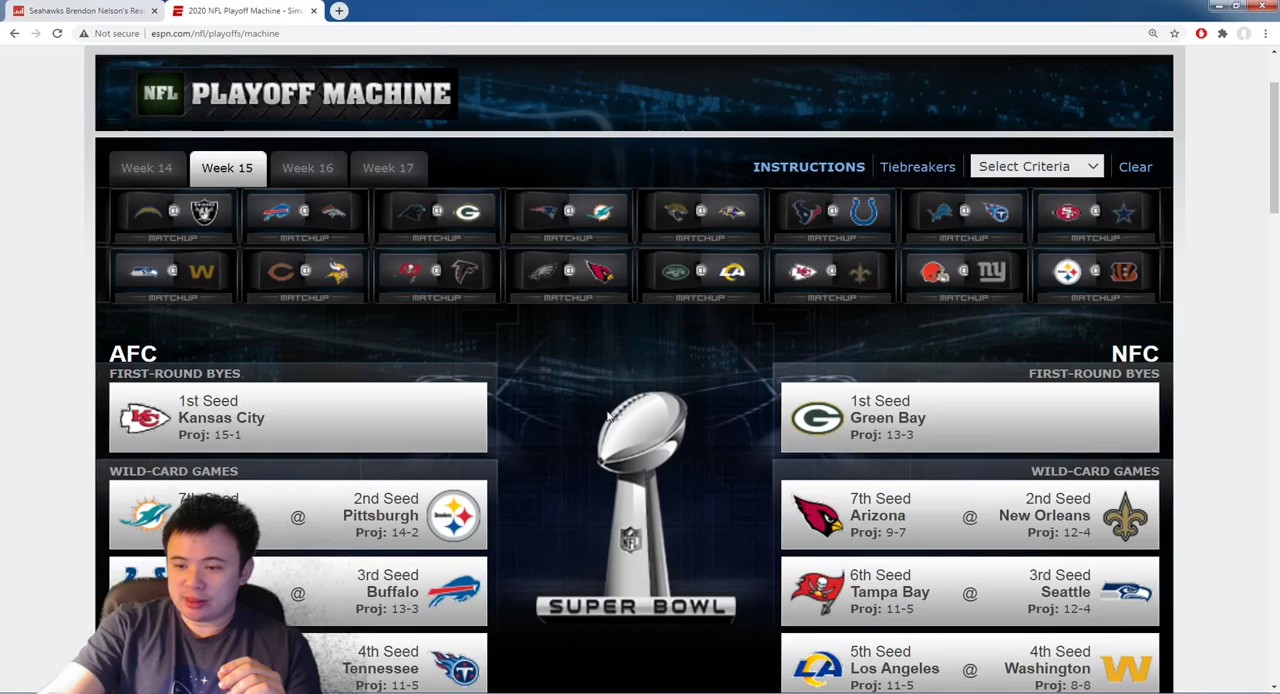 Seahawks Brendon Nelson's Rea
2020 NFL Playoff Machine - Simu
Not secure espn.com/nfl/playoffs/machine
NFL PLAYOFF MACHINE
Week 14 Week 15 Week 16 Week 17
INSTRUCTIONS Tiebreakers Select Criteria Clear
@ @ @ @ @ @ @ @
MATCHUP MATCHUP MATCHUP MATCHUP MATCHUP MATCHUP MATCHUP MATCHUP
@ W @ @ @ @ @ @ NY @
MATCHUP MATCHUP MATCHUP MATCHUP MATCHUP MATCHUP MATCHUP MATCHUP
AFC
FIRST-ROUND BYES
1st Seed
Kansas City
Proj: 15-1
WILD-CARD GAMES
7th Seed
@
2nd Seed
Pittsburgh
Proj: 14-2
Steelers
@
3rd Seed
Buffalo
Proj: 13-3
4th Seed
Tennessee
Proj: 11-5
NFL
SUPER BOWL
NFC
FIRST-ROUND BYES
G
1st Seed
Green Bay
Proj: 13-3
WILD-CARD GAMES
7th Seed
Arizona
Proj: 9-7
@
2nd Seed
New Orleans
Proj: 12-4
6th Seed
Tampa Bay
Proj: 11-5
@
3rd Seed
Seattle
Proj: 12-4
5th Seed
Los Angeles
Proj: 11-5
@
4th Seed
Washington
Proj: 8-8
W